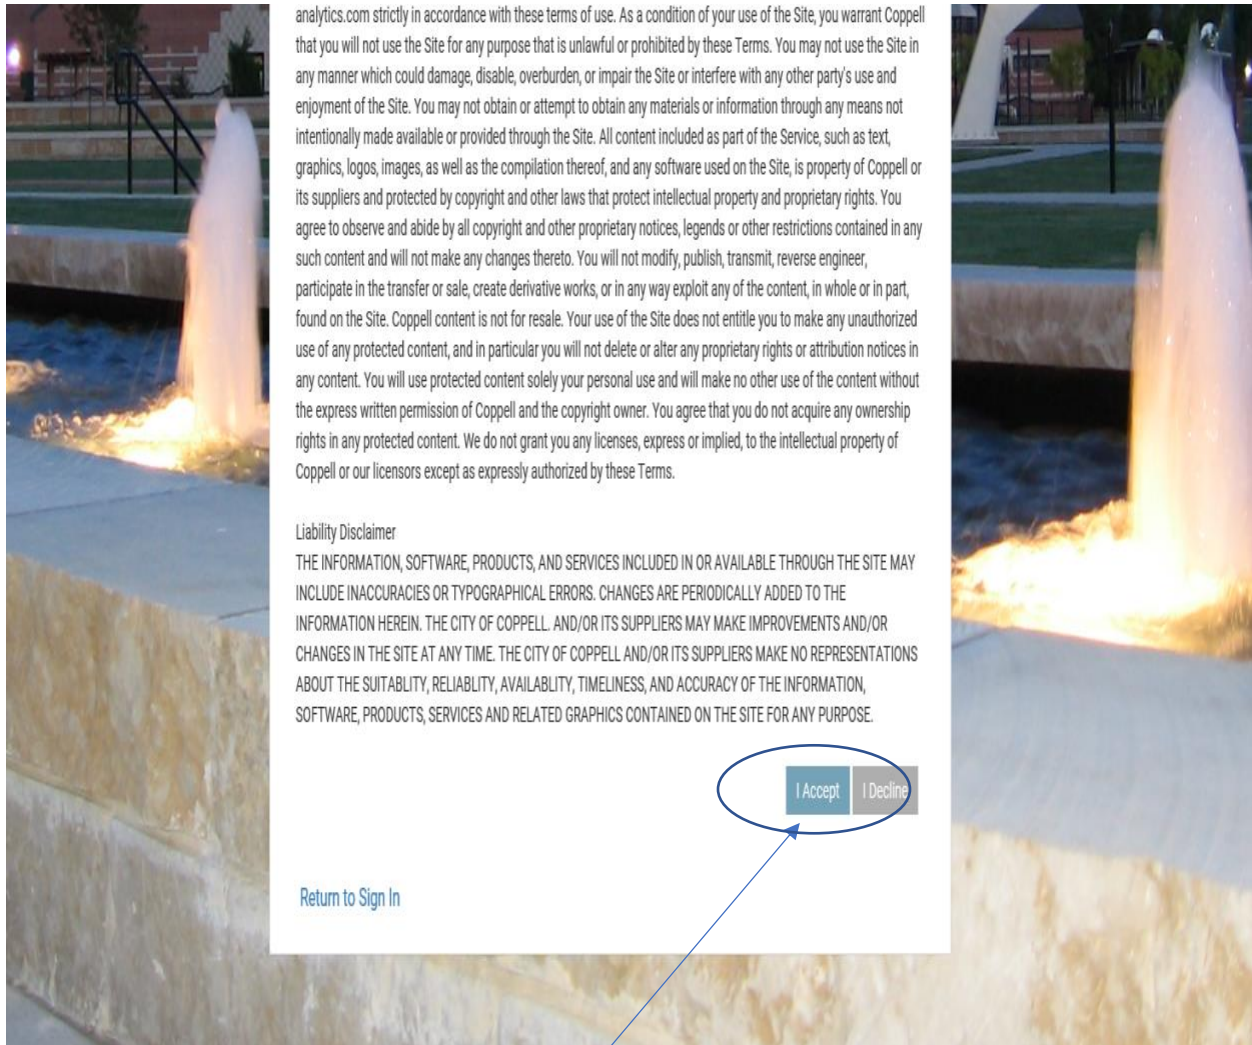 analytics.com strictly in accordance with these terms of use. As a condition of your use of the Site, you warrant Coppell
that you will not use the Site for any purpose that is unlawful or prohibited by these Terms. You may not use the Site in
any manner which could damage, disable, overburden, or impair the Site or interfere with any other party's use and
enjoyment of the Site. You may not obtain or attempt to obtain any materials or information through any means not
intentionally made available or provided through the Site. All content included as part of the Service, such as text,
graphics, logos, images, as well as the compilation thereof, and any software used on the Site, is property of Coppell or
its suppliers and protected by copyright and other laws that protect intellectual property and proprietary rights. You
agree to observe and abide by all copyright and other proprietary notices, legends or other restrictions contained in any
such content and will not make any changes thereto. You will not modify, publish, transmit, reverse engineer,
participate in the transfer or sale, create derivative works, or in any way exploit any of the content, in whole or in part,
found on the Site. Coppell content is not for resale. Your use of the Site does not entitle you to make any unauthorized
use of any protected content, and in particular you will not delete or alter any proprietary rights or attribution notices in
any content. You will use protected content solely your personal use and will make no other use of the content without
the express written permission of Coppell and the copyright owner. You agree that you do not acquire any ownership
rights in any protected content. We do not grant you any licenses, express or implied, to the intellectual property of
Coppell or our licensors except as expressly authorized by these Terms.
Liability Disclaimer
THE INFORMATION, SOFTWARE, PRODUCTS, AND SERVICES INCLUDED IN OR AVAILABLE THROUGH THE SITE MAY
INCLUDE INACCURACIES OR TYPOGRAPHICAL ERRORS. CHANGES ARE PERIODICALLY ADDED TO THE
INFORMATION HEREIN. THE CITY OF COPPELL. AND/OR ITS SUPPLIERS MAY MAKE IMPROVEMENTS AND/OR
CHANGES IN THE SITE AT ANY TIME. THE CITY OF COPPELL AND/OR ITS SUPPLIERS MAKE NO REPRESENTATIONS
ABOUT THE SUITABLITY, RELIABLITY, AVAILABLITY, TIMELINESS, AND ACCURACY OF THE INFORMATION,
SOFTWARE, PRODUCTS, SERVICES AND RELATED GRAPHICS CONTAINED ON THE SITE FOR ANY PURPOSE.
I Accept I Decline
Return to Sign In